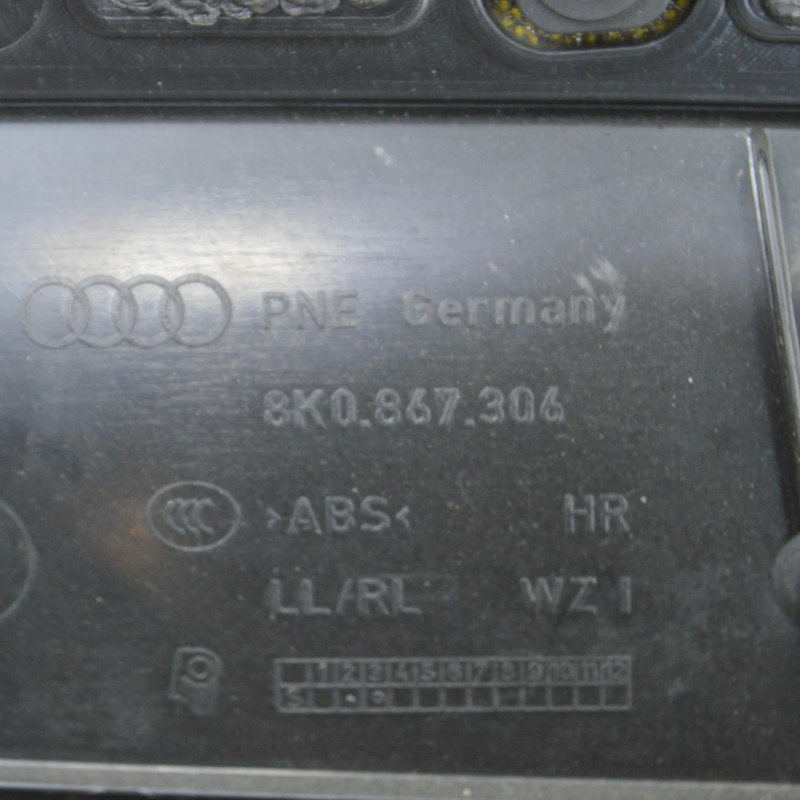 PNE Germany
8K0.867.306
CCC >ABS< HR
LL/RL WZ 1
1 2 3 4 5 6 7 8 9 10 11 12